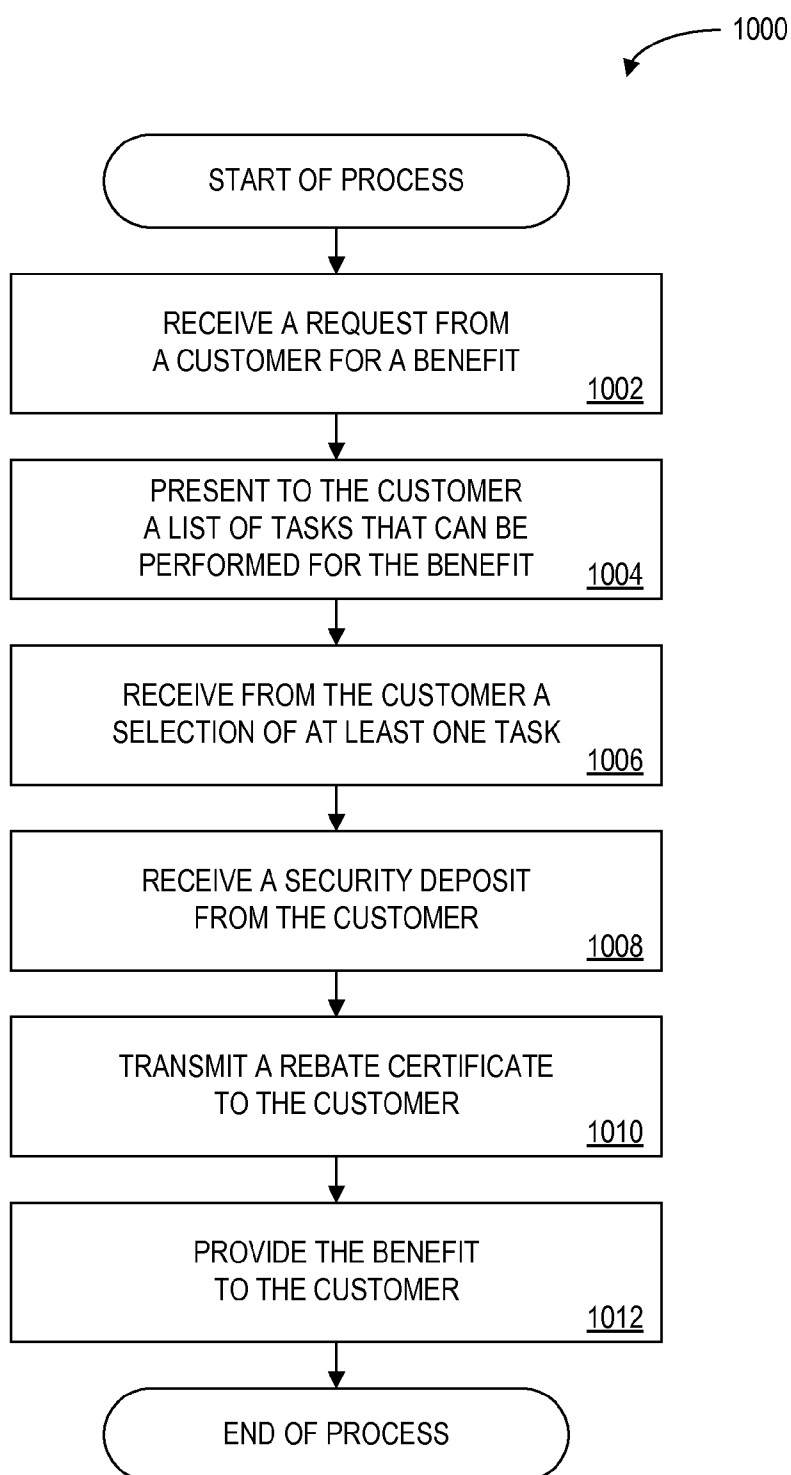 1000
START OF PROCESS
RECEIVE A REQUEST FROM
A CUSTOMER FOR A BENEFIT
1002
PRESENT TO THE CUSTOMER
A LIST OF TASKS THAT CAN BE
PERFORMED FOR THE BENEFIT
1004
RECEIVE FROM THE CUSTOMER A
SELECTION OF AT LEAST ONE TASK
1006
RECEIVE A SECURITY DEPOSIT
FROM THE CUSTOMER
1008
TRANSMIT A REBATE CERTIFICATE
TO THE CUSTOMER
1010
PROVIDE THE BENEFIT
TO THE CUSTOMER
1012
END OF PROCESS